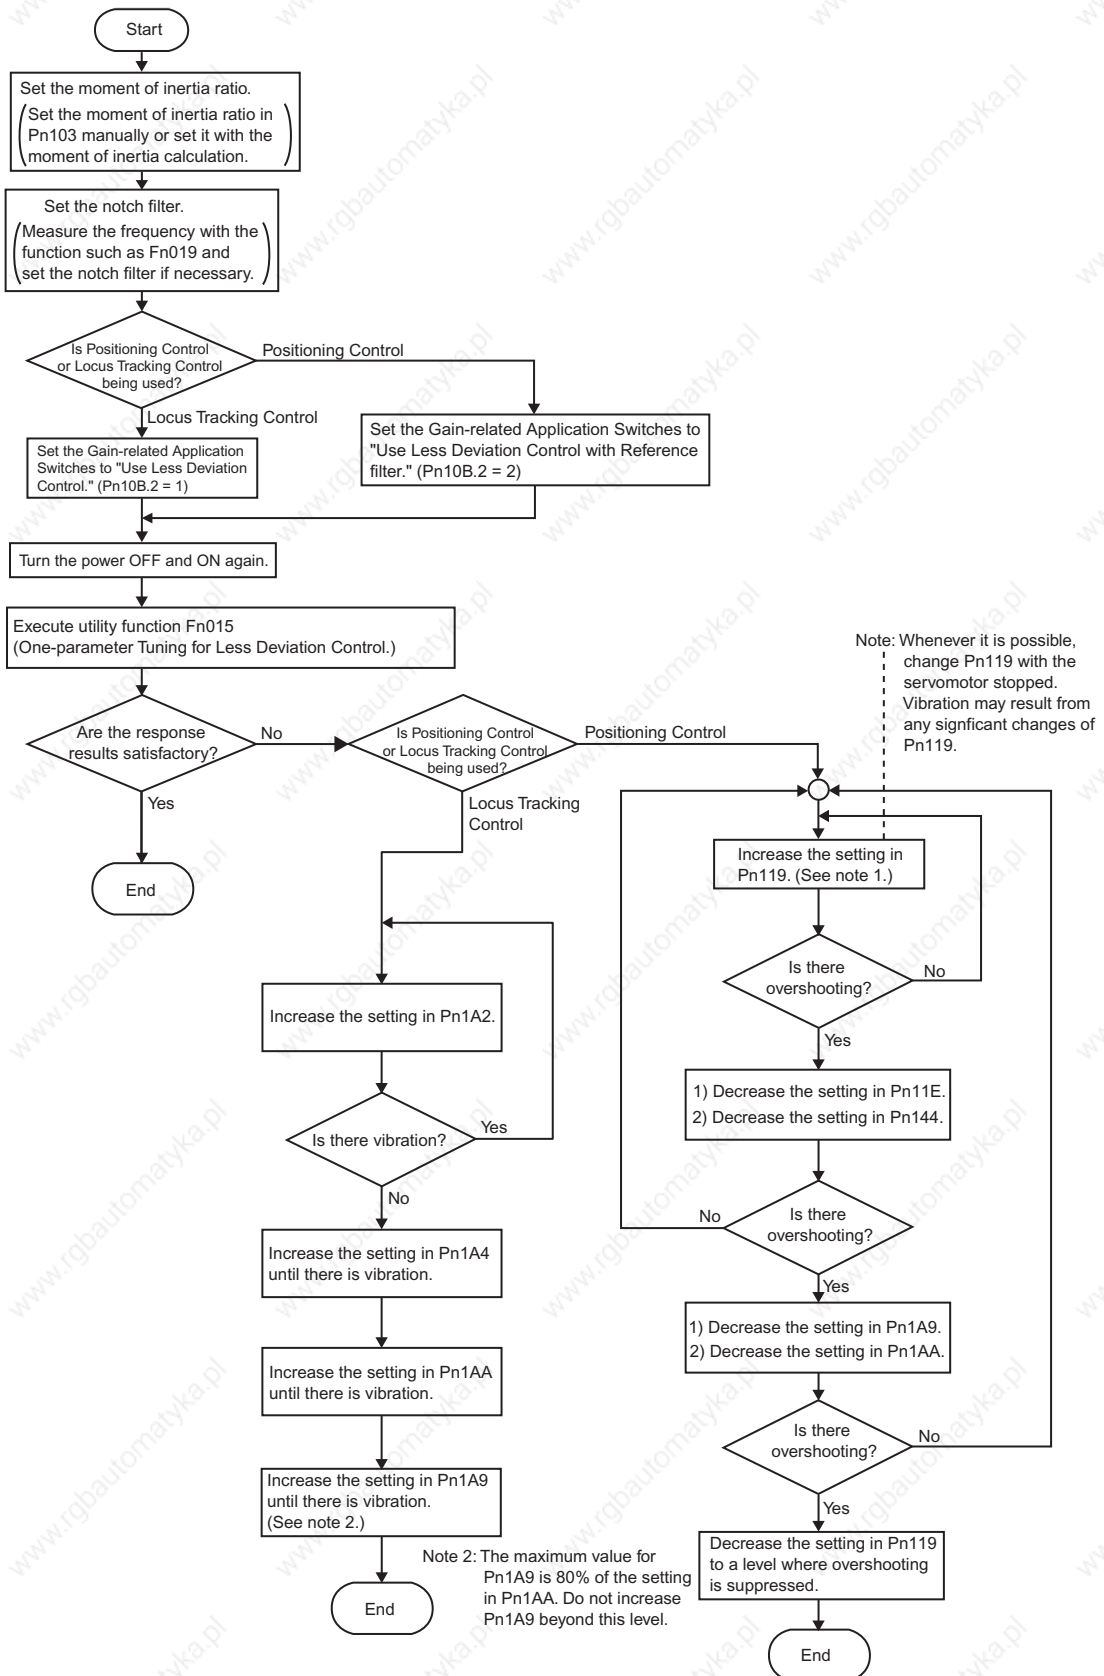 Start
Set the moment of inertia ratio.
Set the moment of inertia ratio in
Pn103 manually or set it with the
moment of inertia calculation.
Set the notch filter.
Measure the frequency with the
function such as Fn019 and
set the notch filter if necessary.
Is Positioning Control
or Locus Tracking Control
being used?
Positioning Control
Locus Tracking Control
Set the Gain-related Application
Switches to "Use Less Deviation
Control." (Pn10B.2 = 1)
Set the Gain-related Application Switches to
"Use Less Deviation Control with Reference
filter." (Pn10B.2 = 2)
Turn the power OFF and ON again.
Execute utility function Fn015
(One-parameter Tuning for Less Deviation Control.)
Are the response
results satisfactory?
No
Yes
End
Is Positioning Control
or Locus Tracking Control
being used?
Positioning Control
Locus Tracking
Control
Note: Whenever it is possible,
change Pn119 with the
servomotor stopped.
Vibration may result from
any signficant changes of
Pn119.
Increase the setting in Pn1A2.
Is there vibration?
Yes
No
Increase the setting in Pn1A4
until there is vibration.
Increase the setting in Pn1AA
until there is vibration.
Increase the setting in Pn1A9
until there is vibration.
(See note 2.)
End
Note 2: The maximum value for
Pn1A9 is 80% of the setting
in Pn1AA. Do not increase
Pn1A9 beyond this level.
Increase the setting in
Pn119. (See note 1.)
Is there
overshooting?
No
Yes
1) Decrease the setting in Pn11E.
2) Decrease the setting in Pn144.
Is there
overshooting?
No
Yes
1) Decrease the setting in Pn1A9.
2) Decrease the setting in Pn1AA.
Is there
overshooting?
No
Yes
Decrease the setting in Pn119
to a level where overshooting
is suppressed.
End
www.rgbautomatyka.pl